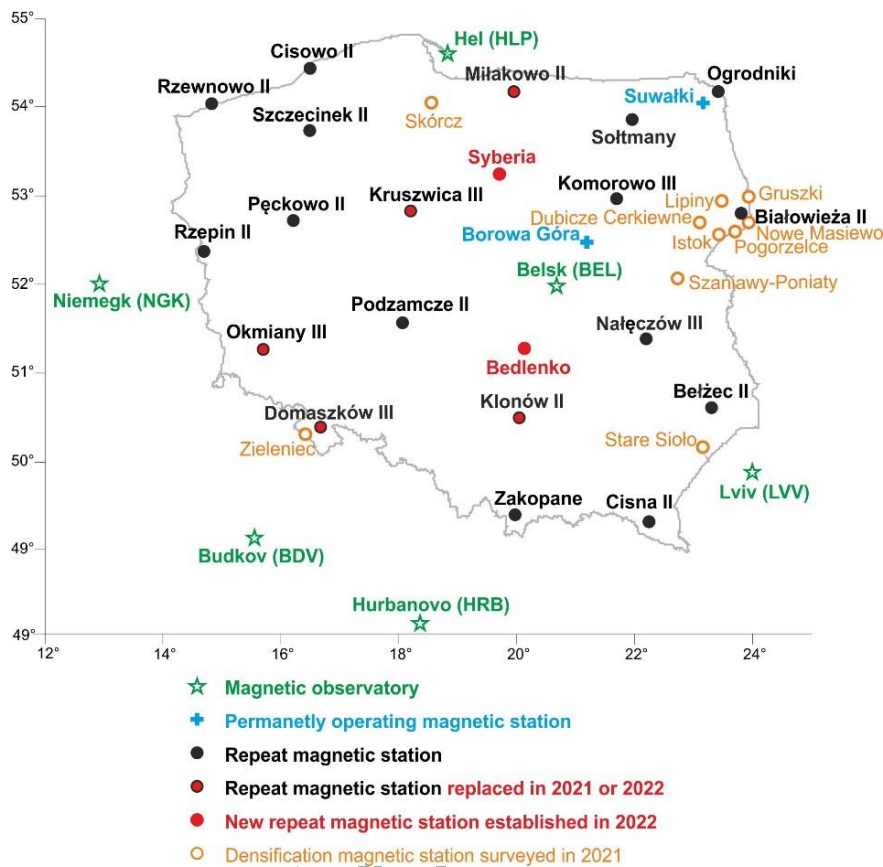 55°
Hel (HLP)
Cisowo II
Miłakowo II
Ogrodniki
Rzewnowo II
Suwałki
54°
Szczecinek II
Skórcz
Sołtmany
Syberia
Komorowo III
53°
Kruszwica III
Lipiny
Gruszki
Pęckowo II
Dubicze Cerkiewne
Białowieża II
Rzepin II
Borowa Góra
Nowe Masiewo
Istok
Pogorzelce
Belsk (BEL)
52°
Szaniawy-Poniaty
Niemegk (NGK)
Podzamcze II
Okmiany III
Nałęczów III
51°
Bedlenko
Bełżec II
Klonów II
Domaszków III
Stare Sioło
Zieleniec
50°
Lviv (LVV)
Zakopane
Cisna II
49°
Budkov (BDV)
Hurbanovo (HRB)
49°
12°
14°
16°
18°
20°
22°
24°
Magnetic observatory
Permanetly operating magnetic station
Repeat magnetic station
Repeat magnetic station replaced in 2021 or 2022
New repeat magnetic station established in 2022
Densification magnetic station surveyed in 2021